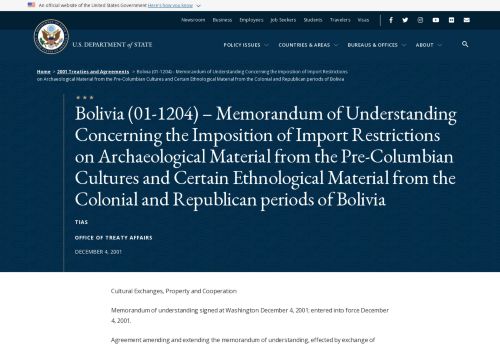 An official website of the United States Government Here's how you know
Newsroom Business Employers Job Seekers Students Travelers Visas
U.S. DEPARTMENT of STATE
POLICY ISSUES COUNTRIES & AREAS BUREAUS & OFFICES ABOUT
Home > 2001 Treaties and Agreements > Bolivia (01-1204) - Memorandum of Understanding Concerning the Imposition of Import Restrictions
on Archaeological Material from the Pre-Columbian Cultures and Certain Ethnological Material from the Colonial and Republican periods of Bolivia
Bolivia (01-1204) – Memorandum of Understanding
Concerning the Imposition of Import Restrictions
on Archaeological Material from the Pre-Columbian
Cultures and Certain Ethnological Material from the
Colonial and Republican periods of Bolivia
TIAS
OFFICE OF TREATY AFFAIRS
DECEMBER 4, 2001
Cultural Exchanges, Property and Cooperation
Memorandum of understanding signed at Washington December 4, 2001; entered into force December
4, 2001.
Agreement amending and extending the memorandum of understanding, effected by exchange of